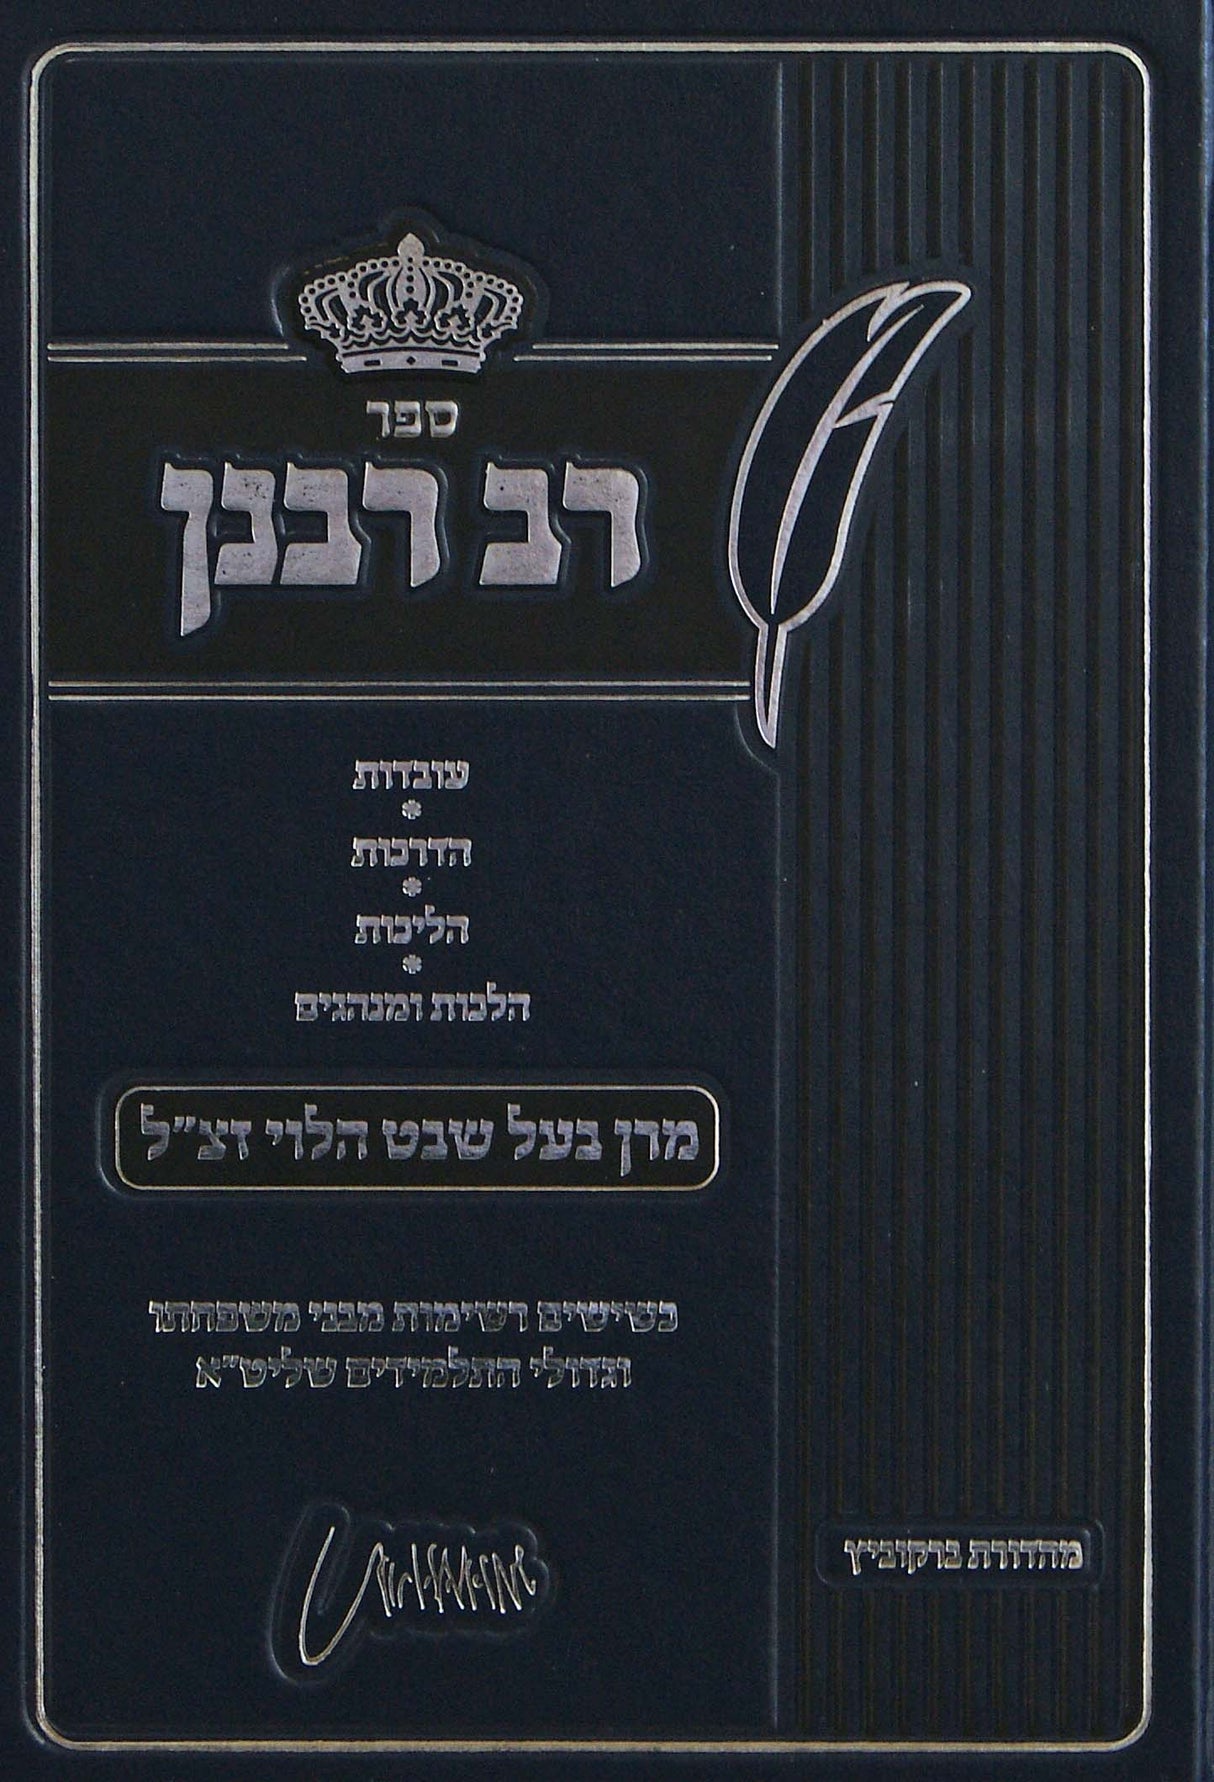 ספר
רב רבנן
עובדות
*
הדרכות
*
הליכות
*
הלכות ומנהגים
מרן בעל שבט הלוי זצ"ל
כשישים רשימות מבני משפחתו
וגדולי התלמידים שליט"א
מהדורת ברקוביץ